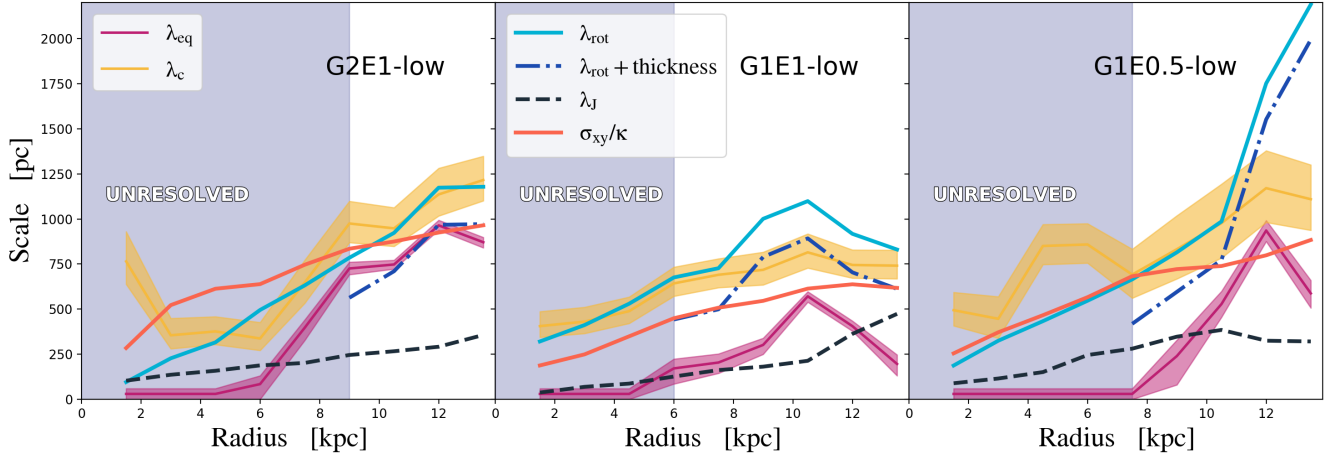 2000
1750
1500
1250
1000
750
500
250
0
Scale [pc]
λeq
λc
G2E1-low
UNRESOLVED
0 2 4 6 8 10 12
Radius [kpc]
λrot
λrot + thickness
λJ
σxy/κ
G1E1-low
UNRESOLVED
0 2 4 6 8 10 12
Radius [kpc]
G1E0.5-low
UNRESOLVED
0 2 4 6 8 10 12
Radius [kpc]